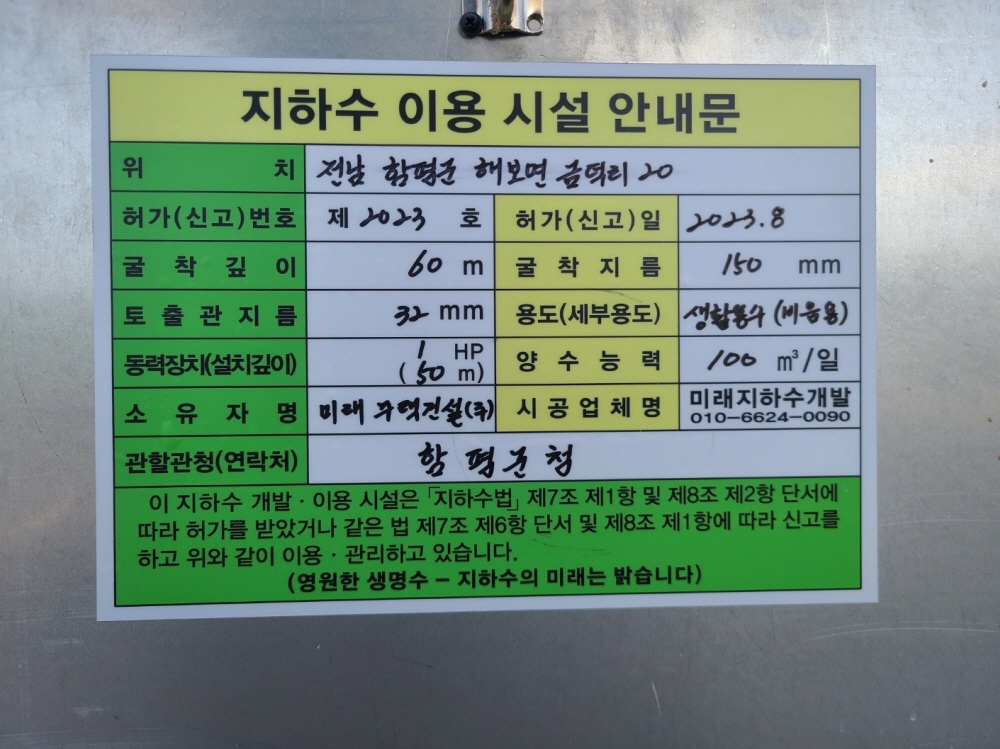 지하수 이용 시설 안내문
위 치 전남 함평군 해보면 금덕리 20
허가(신고)번호 제 2023 호 허가(신고)일 2023.8
굴착깊이 60 m 굴착지름 150 mm
토출관지름 32 mm 용도(세부용도) 생활용수 (비음용)
동력장치(설치깊이) 1 HP (50 m) 양수능력 100 ㎥/일
소유자명 미래 주택건설(주) 시공업체명 미래지하수개발 010-6624-0090
관할관청(연락처) 함평군청
이 지하수 개발·이용 시설은 「지하수법」 제7조 제1항 및 제8조 제2항 단서에
따라 허가를 받았거나 같은 법 제7조 제6항 단서 및 제8조 제1항에 따라 신고를
하고 위와 같이 이용·관리하고 있습니다.
(영원한 생명수 – 지하수의 미래는 밝습니다)